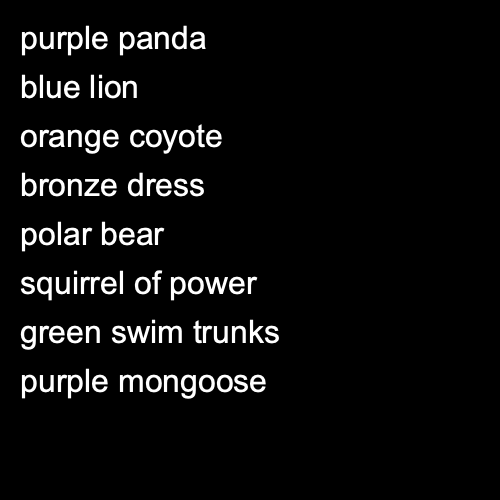 purple panda
blue lion
orange coyote
bronze dress
polar bear
squirrel of power
green swim trunks
purple mongoose